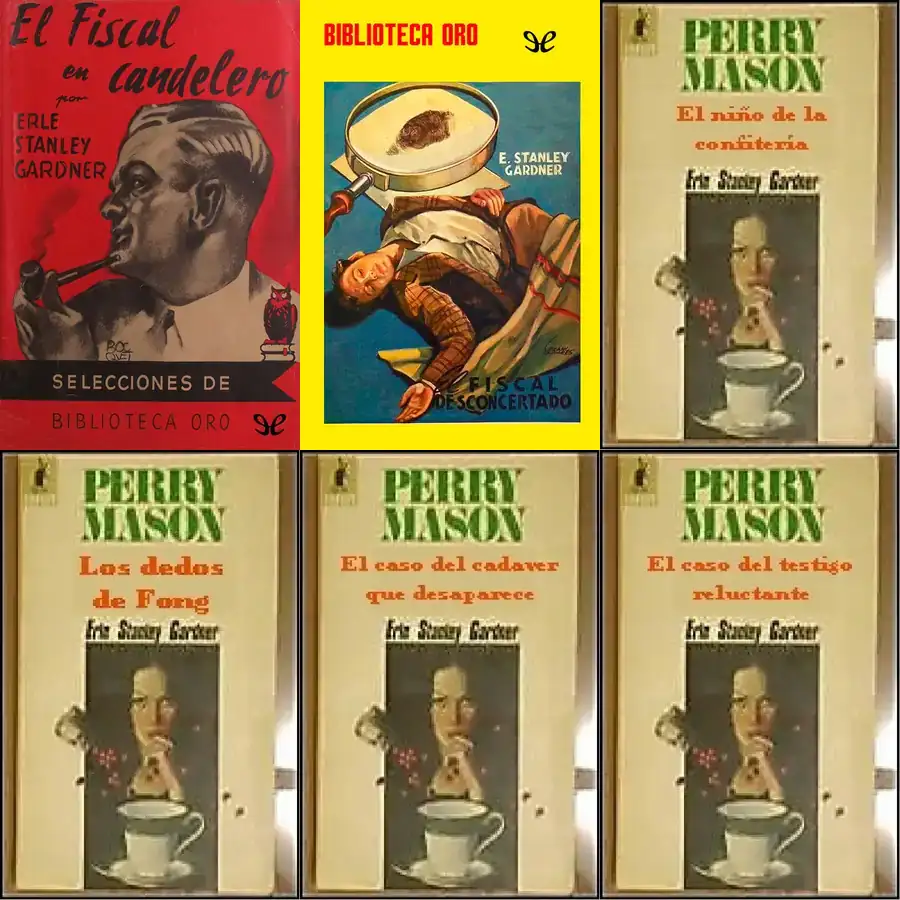 El Fiscal
en candelero
por
ERLE
STANLEY
GARDNER
SELECCIONES DE
BIBLIOTECA ORO
BIBLIOTECA ORO
E. STANLEY
GARDNER
EL FISCAL
DESCONCERTADO
PERRY
MASON
El niño de la
confitería
Erle Stanley Gardner
PERRY
MASON
Los dedos
de Fong
Erle Stanley Gardner
PERRY
MASON
El caso del cadaver
que desaparece
Erle Stanley Gardner
PERRY
MASON
El caso del testigo
reluctante
Erle Stanley Gardner